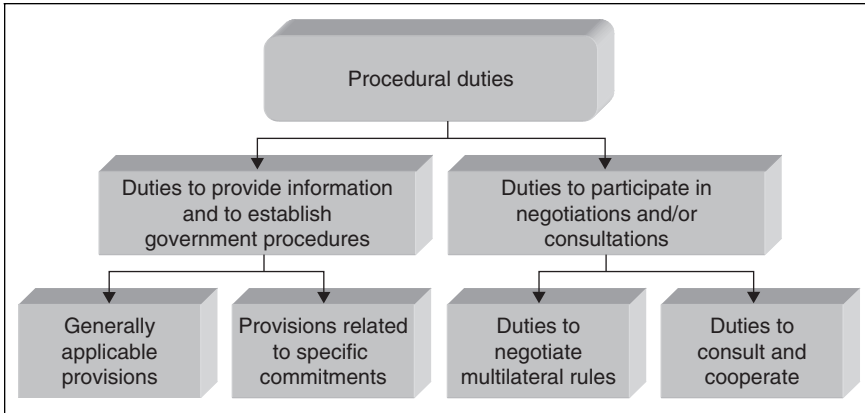 Procedural duties
Duties to provide information
and to establish
government procedures
Duties to participate in
negotiations and/or
consultations
Generally
applicable
provisions
Provisions related
to specific
commitments
Duties to
negotiate
multilateral rules
Duties to
consult and
cooperate